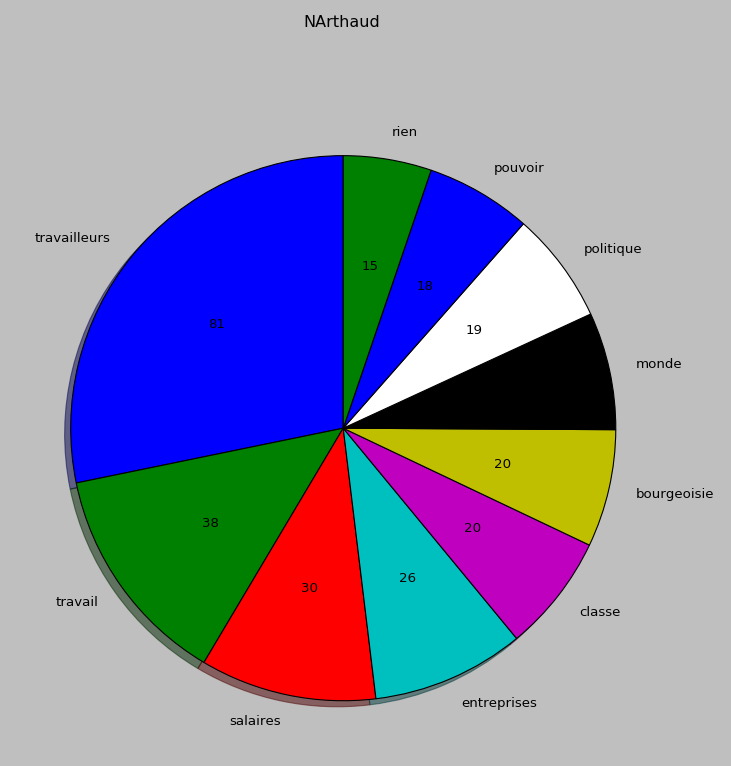 NArthaud
rien
pouvoir
travailleurs
politique
15
18
81
19
monde
20
bourgeoisie
38
20
26
30
travail
classe
entreprises
salaires